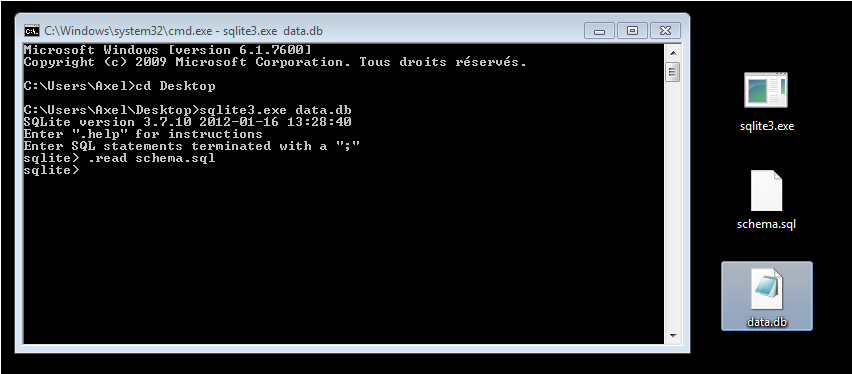 C:\Windows\system32\cmd.exe - sqlite3.exe data.db
Microsoft Windows [version 6.1.7600]
Copyright (c) 2009 Microsoft Corporation. Tous droits réservés.
C:\Users\Axel>cd Desktop
C:\Users\Axel\Desktop>sqlite3.exe data.db
SQLite version 3.7.10 2012-01-16 13:28:40
Enter ".help" for instructions
Enter SQL statements terminated with a ";"
sqlite> .read schema.sql
sqlite>
sqlite3.exe
schema.sql
data.db